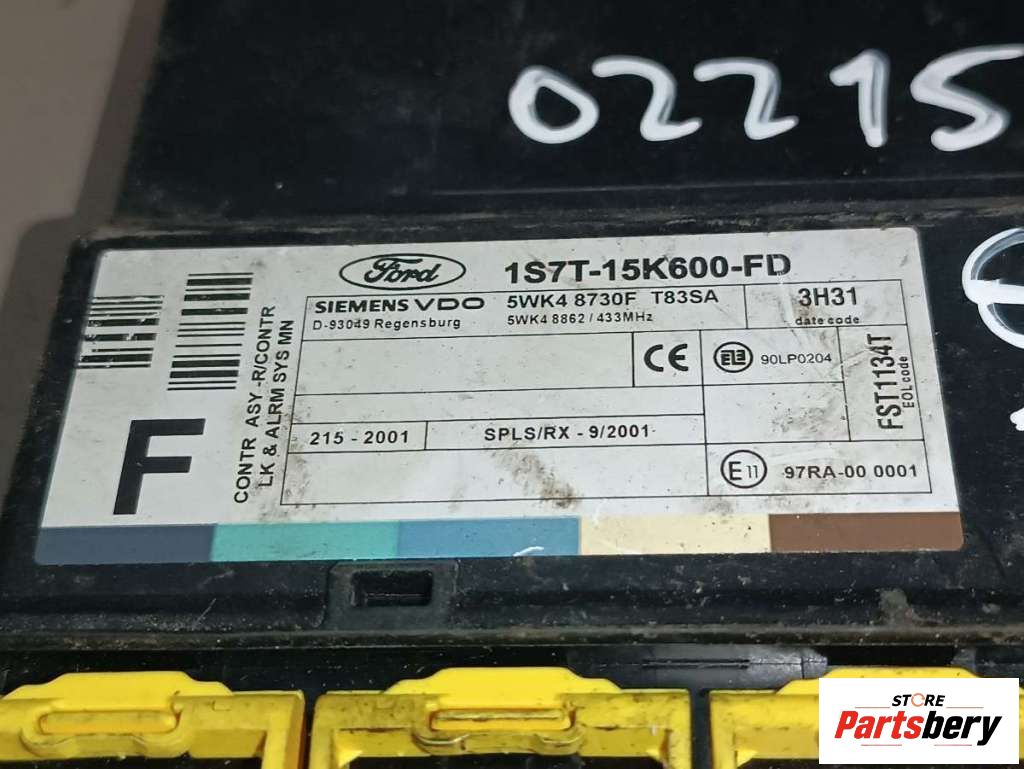 02215
Ford
1S7T-15K600-FD
SIEMENS VDO
5WK4 8730F T83SA
3H31
D-93049 Regensburg
5WK4 8862 / 433MHz
date code
CE
90LP0204
FST1134T
EOL code
CONTR ASY -R/CONTR
LK & ALRM SYS MN
F
215 - 2001
SPLS/RX - 9/2001
E11
97RA-00 0001
STORE
Partsbery